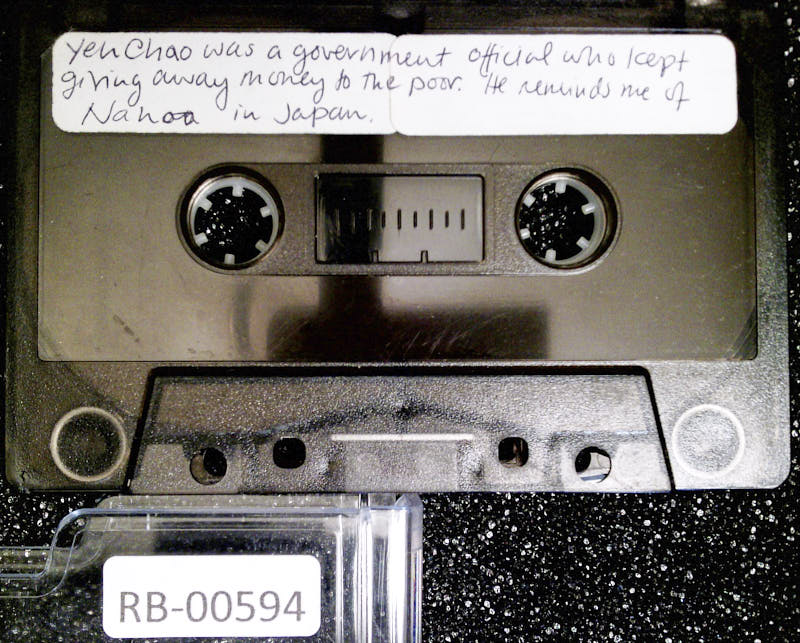 Yen Chao was a government official who kept
giving away money to the poor. He reminds me of
in Japan.
RB-00594